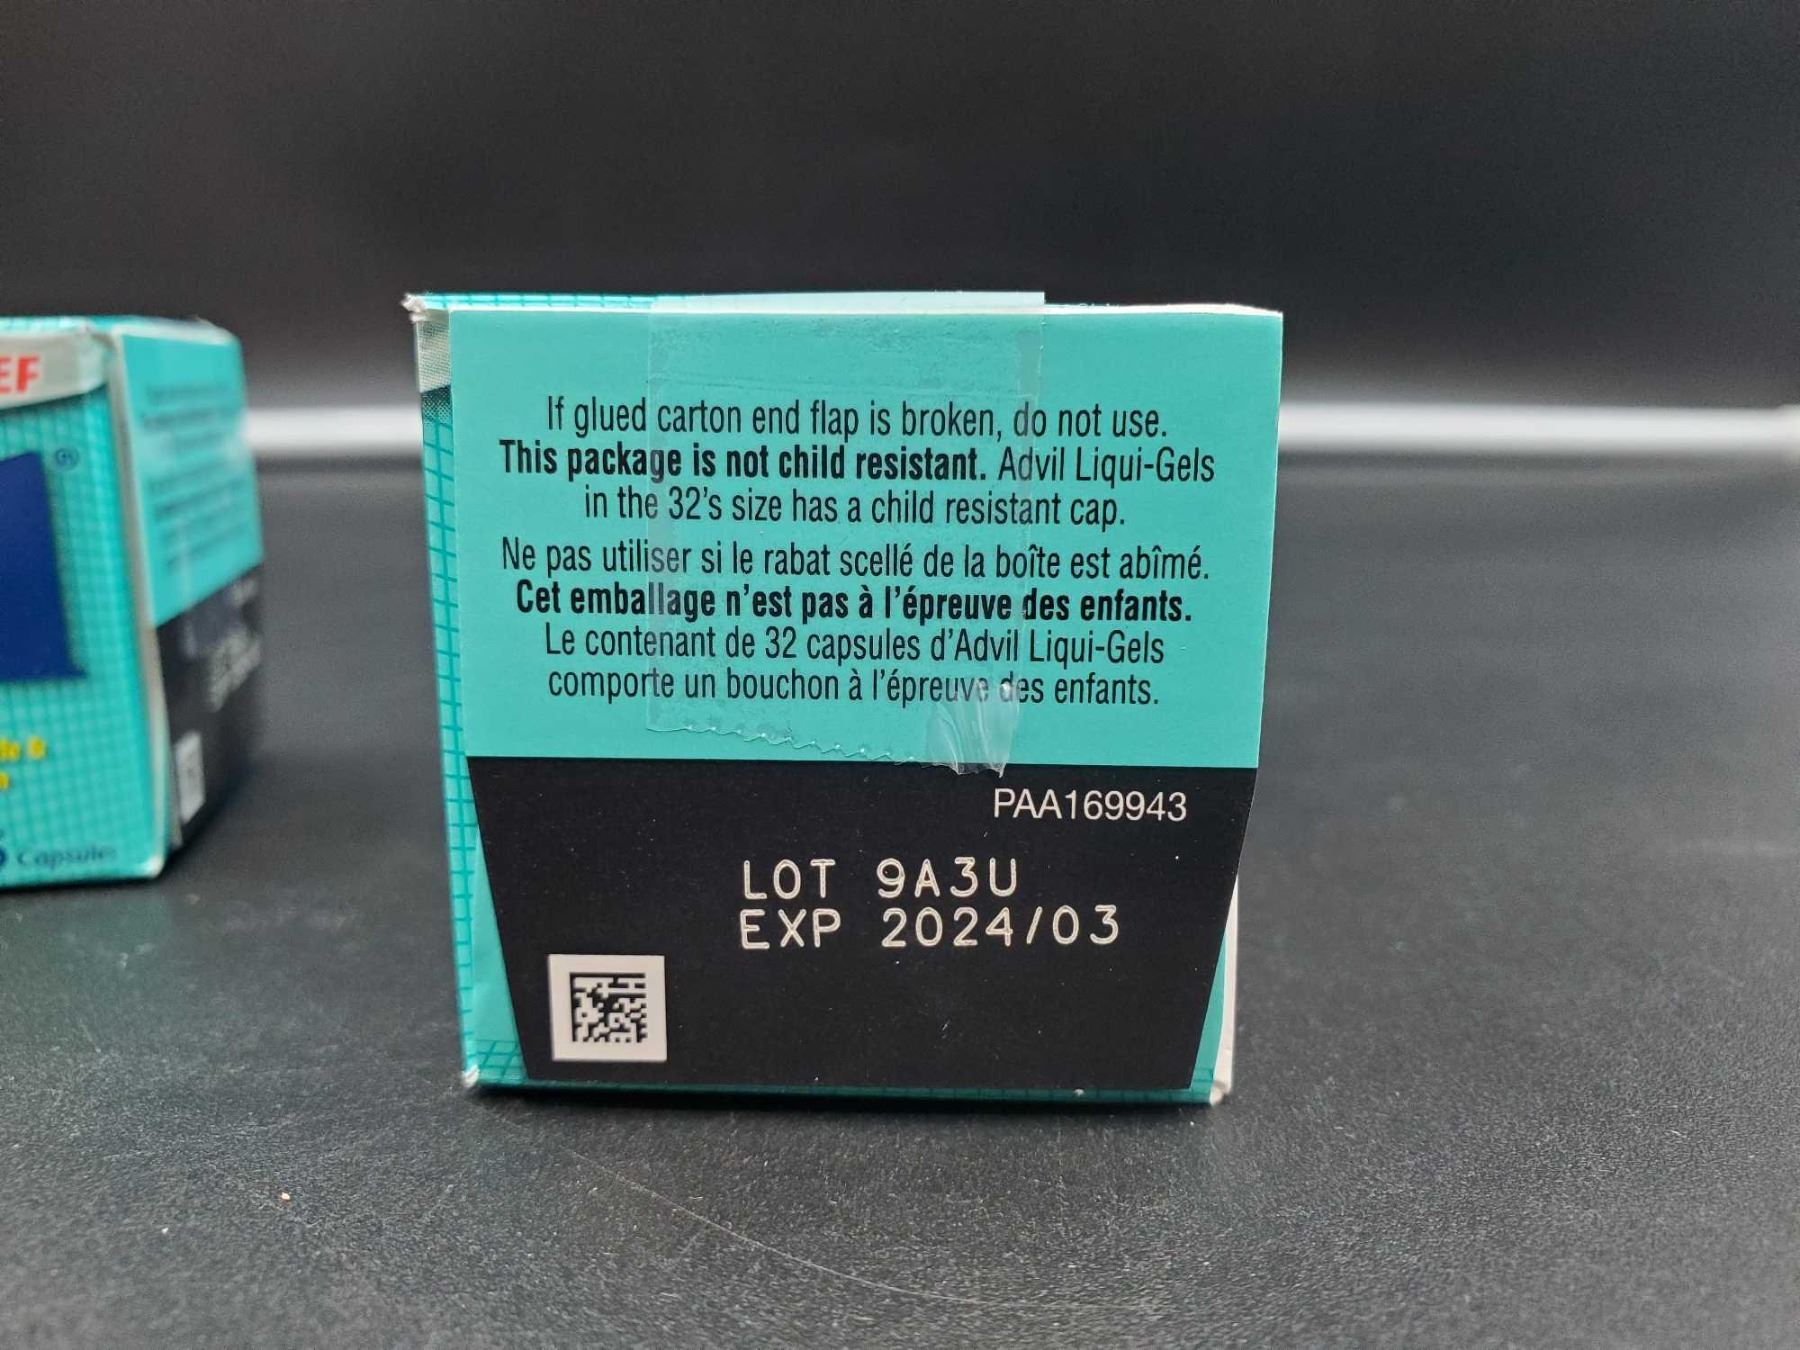 EF
®
Capsules
If glued carton end flap is broken, do not use.
This package is not child resistant. Advil Liqui-Gels
in the 32's size has a child resistant cap.
Ne pas utiliser si le rabat scellé de la boîte est abîmé.
Cet emballage n'est pas à l'épreuve des enfants.
Le contenant de 32 capsules d'Advil Liqui-Gels
comporte un bouchon à l'épreuve des enfants.
PAA169943
LOT 9A3U
EXP 2024/03